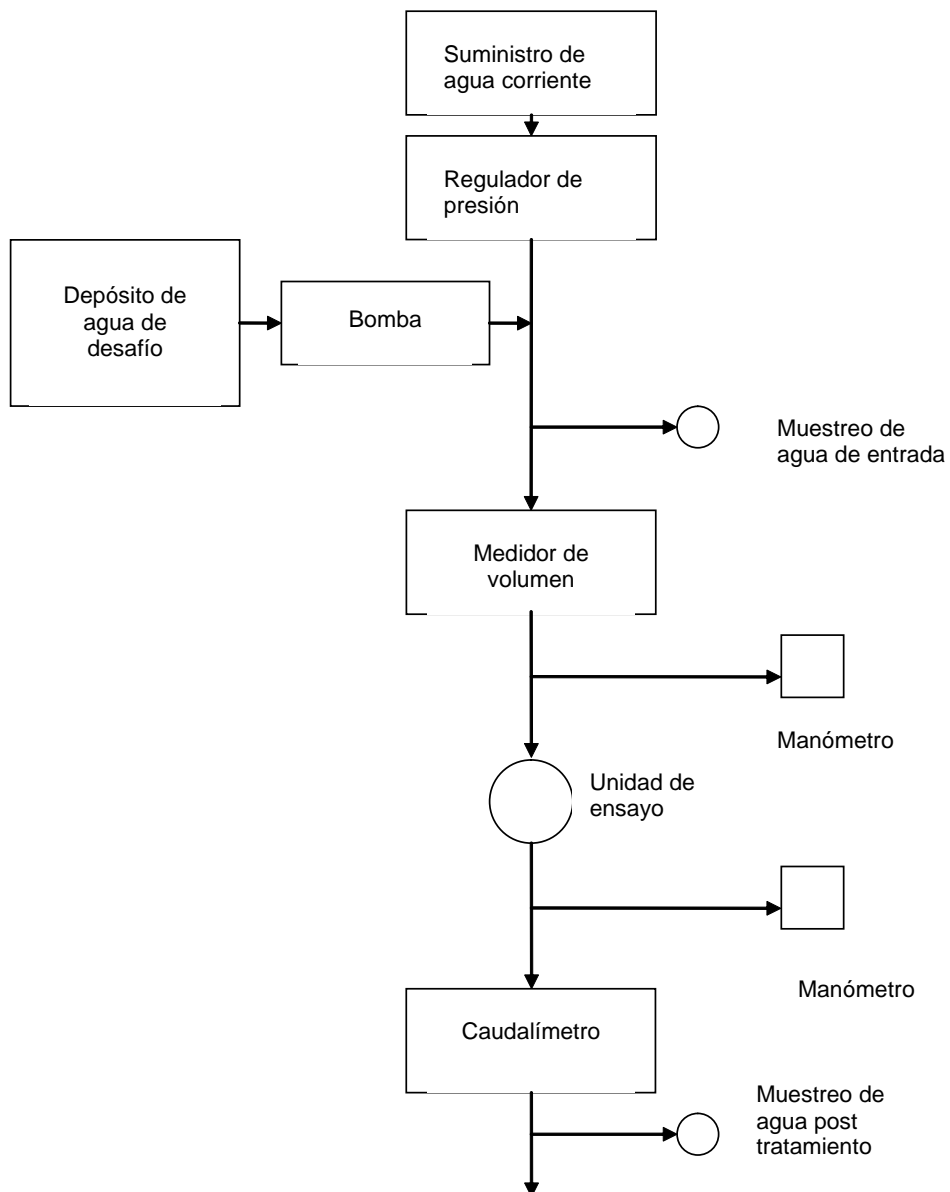 Suministro de
agua corriente
Regulador de
presión
Depósito de
agua de
desafío
Bomba
Muestreo de
agua de entrada
Medidor de
volumen
Manómetro
Unidad de
ensayo
Manómetro
Caudalímetro
Muestreo de
agua post
tratamiento